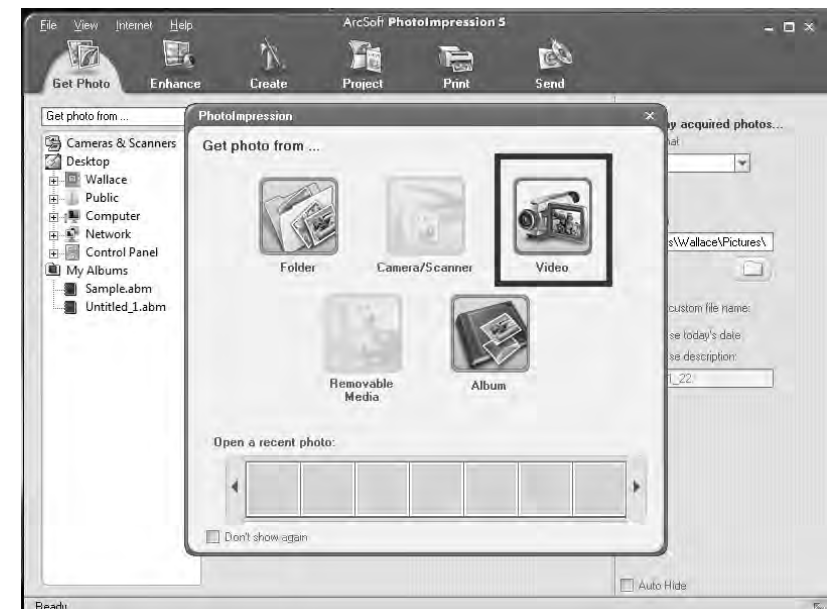 File View Internet Help
ArcSoft PhotoImpression 5
Get Photo Enhance Create Project Print Send
Get photo from ...
Cameras & Scanners
Desktop
Wallace
Public
Computer
Network
Control Panel
My Albums
Sample.abm
Untitled_1.abm
PhotoImpression
Get photo from ...
Folder Camera/Scanner Video
Removable
Media
Album
Open a recent photo:
Don't show again
acquired photos...
s\Wallace\Pictures\
custom file name:
se today's date
se description:
1_22
Auto Hide
Ready